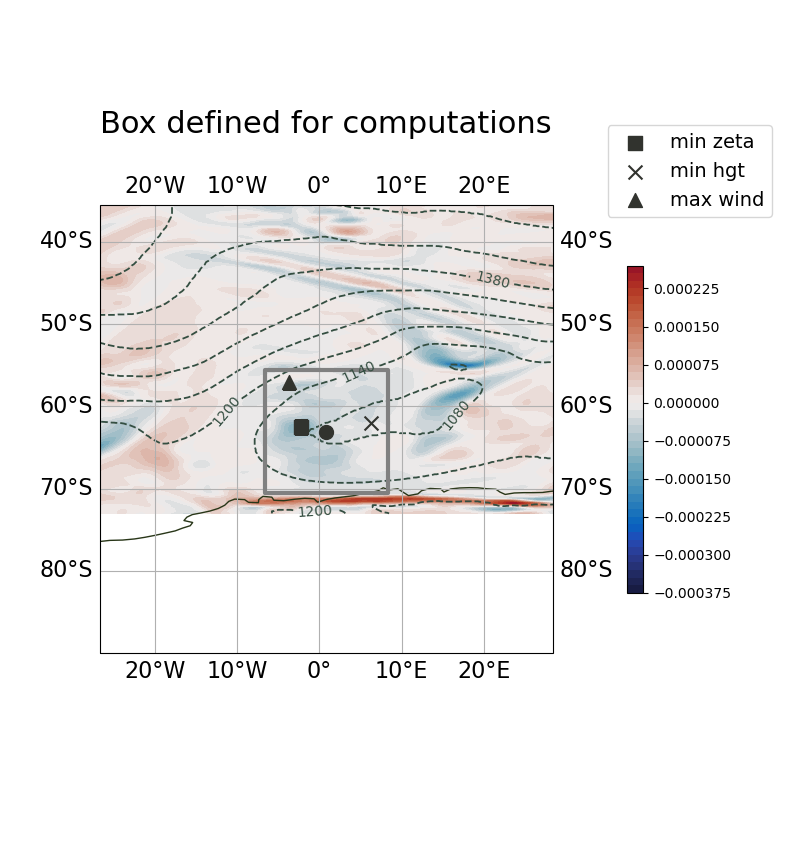 Box defined for computations
min zeta
min hgt
max wind
20°W 10°W 0° 10°E 20°E
40°S 40°S
1380
50°S 50°S
1140
60°S 60°S
1200
1080
70°S 70°S
1200
80°S 80°S
20°W 10°W 0° 10°E 20°E
0.000225
0.000150
0.000075
0.000000
−0.000075
−0.000150
−0.000225
−0.000300
−0.000375